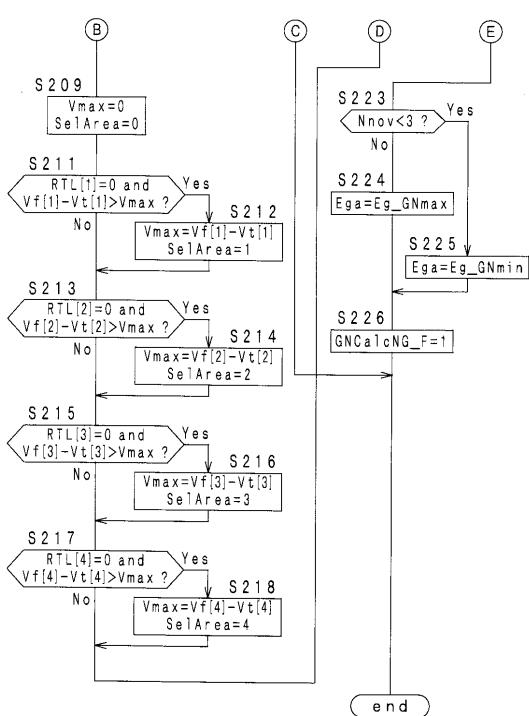 B
C
D
E
S209
Vmax=0
SelArea=0
S211
RTL[1]=0 and
Vf[1]-Vt[1]>Vmax ?
Yes
No
S212
Vmax=Vf[1]-Vt[1]
SelArea=1
S213
RTL[2]=0 and
Vf[2]-Vt[2]>Vmax ?
Yes
No
S214
Vmax=Vf[2]-Vt[2]
SelArea=2
S215
RTL[3]=0 and
Vf[3]-Vt[3]>Vmax ?
Yes
No
S216
Vmax=Vf[3]-Vt[3]
SelArea=3
S217
RTL[4]=0 and
Vf[4]-Vt[4]>Vmax ?
Yes
No
S218
Vmax=Vf[4]-Vt[4]
SelArea=4
S223
Nnov<3 ?
Yes
No
S224
Ega=Eg_GNmax
S225
Ega=Eg_GNmin
S226
GNCalcNG_F=1
end